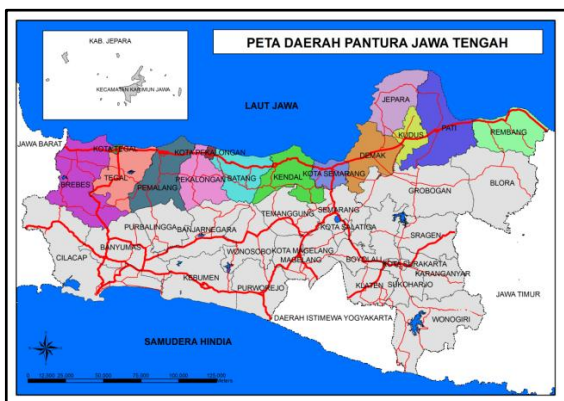 KAB. JEPARA
KECAMATAN KARIMUN JAWA
PETA DAERAH PANTURA JAWA TENGAH
LAUT JAWA
JEPARA
KUDUS
PATI
REMBANG
JAWA BARAT
KOTA TEGAL
KOTA PEKALONGAN
DEMAK
BREBES
TEGAL
PEMALANG
PEKALONGAN
BATANG
KENDAL
KOTA SEMARANG
GROBOGAN
BLORA
PURBALINGGA
BANJARNEGARA
TEMANGGUNG
SEMARANG
KOTA SALATIGA
SRAGEN
CILACAP
BANYUMAS
WONOSOBO
KOTA MAGELANG
MAGELANG
BOYOLALI
KOTA SURAKARTA
KARANGANYAR
KEBUMEN
PURWOREJO
KLATEN
SUKOHARJO
JAWA TIMUR
DAERAH ISTIMEWA YOGYAKARTA
WONOGIRI
SAMUDERA HINDIA